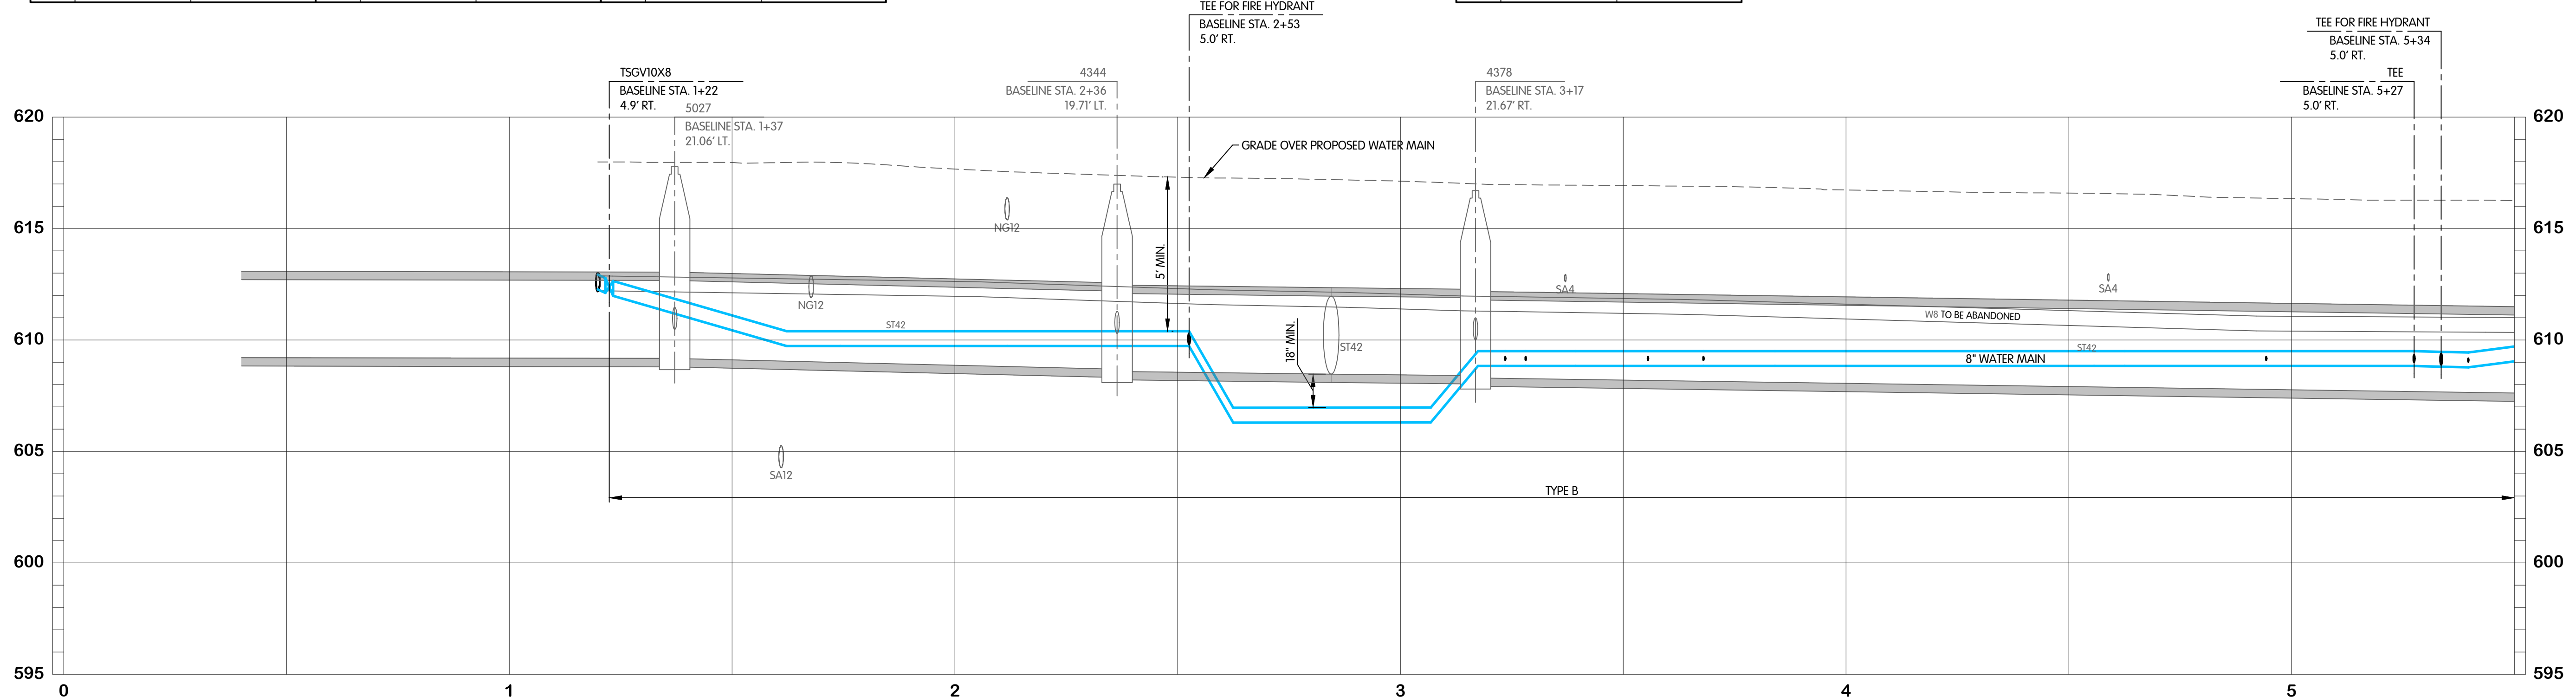 TEE FOR FIRE HYDRANT
BASELINE STA. 2+53
5.0' RT.
TEE FOR FIRE HYDRANT
BASELINE STA. 5+34
5.0' RT.
TSGV10X8
BASELINE STA. 1+22
4.9' RT.
5027
BASELINE STA. 1+37
21.06' LT.
4344
BASELINE STA. 2+36
19.71' LT.
4378
BASELINE STA. 3+17
21.67' RT.
TEE
BASELINE STA. 5+27
5.0' RT.
620
620
GRADE OVER PROPOSED WATER MAIN
615
615
NG12
5' MIN.
NG12
SA4
SA4
W8 TO BE ABANDONED
ST42
18" MIN.
610
610
ST42
ST42
8" WATER MAIN
605
605
SA12
TYPE B
600
600
595
595
0
1
2
3
4
5